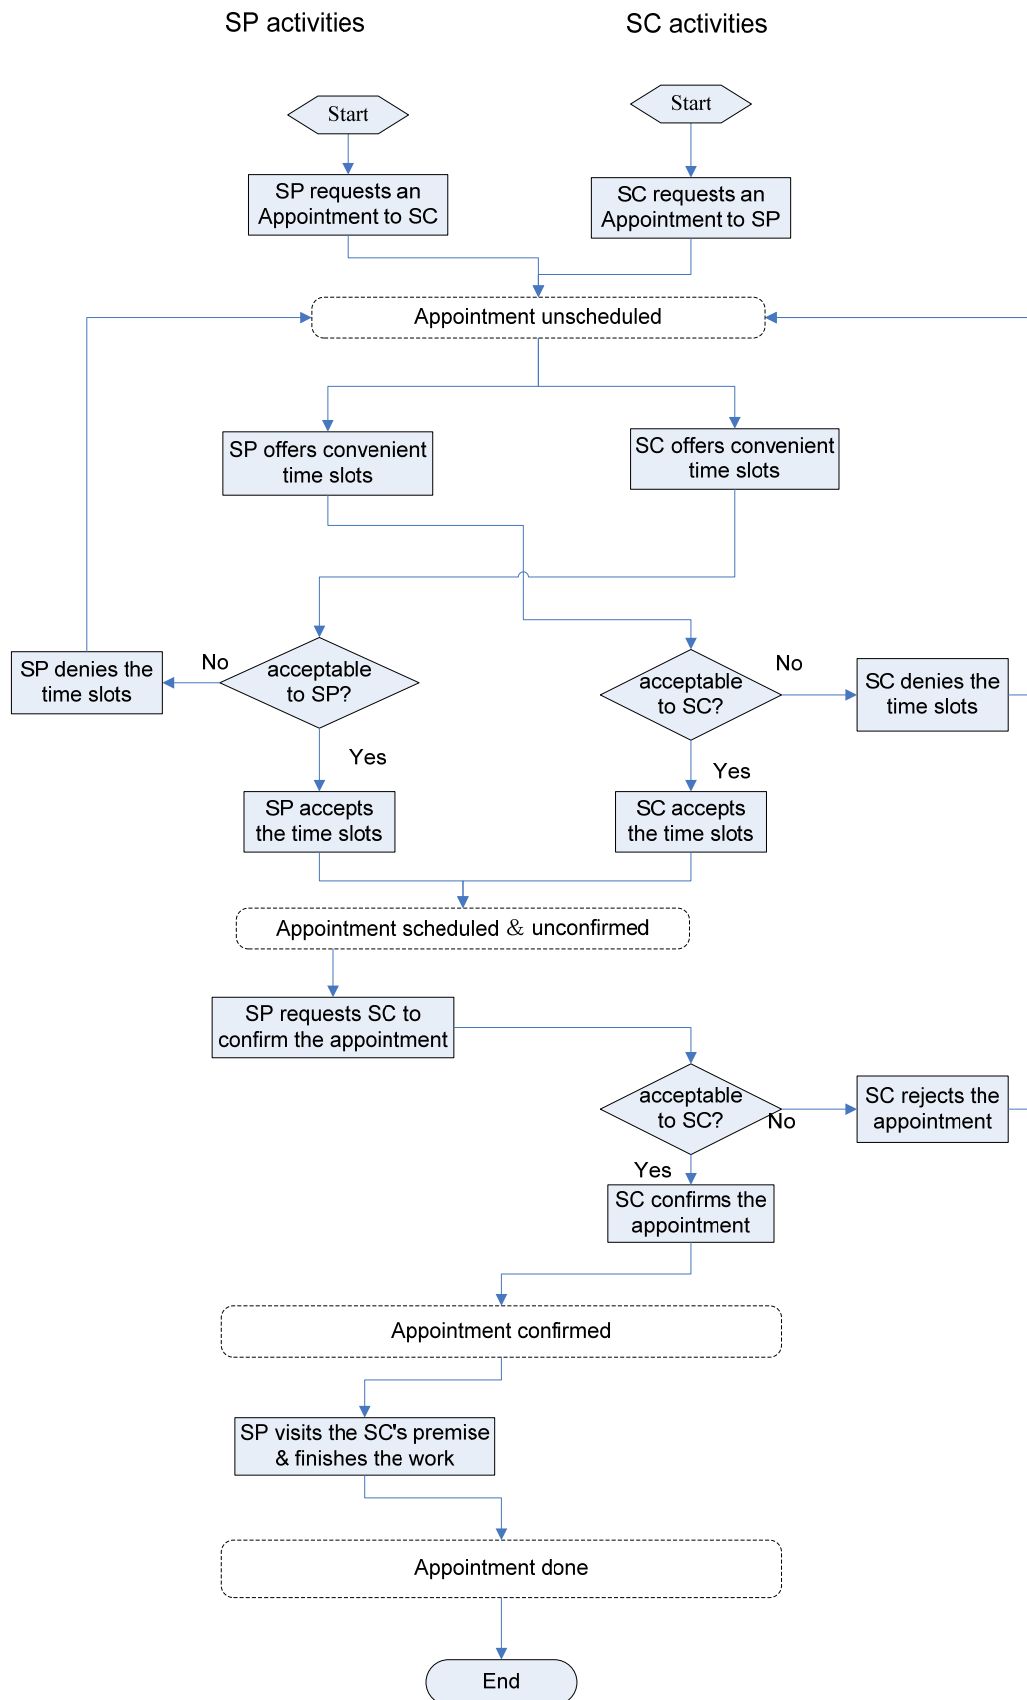 SP activities
SC activities
Start
Start
SP requests an
Appointment to SC
SC requests an
Appointment to SP
Appointment unscheduled
SP offers convenient
time slots
SC offers convenient
time slots
SP denies the
time slots
No
acceptable
to SP?
acceptable
to SC?
No
SC denies the
time slots
Yes
Yes
SP accepts
the time slots
SC accepts
the time slots
Appointment scheduled & unconfirmed
SP requests SC to
confirm the appointment
acceptable
to SC?
No
SC rejects the
appointment
Yes
SC confirms the
appointment
Appointment confirmed
SP visits the SC's premise
& finishes the work
Appointment done
End